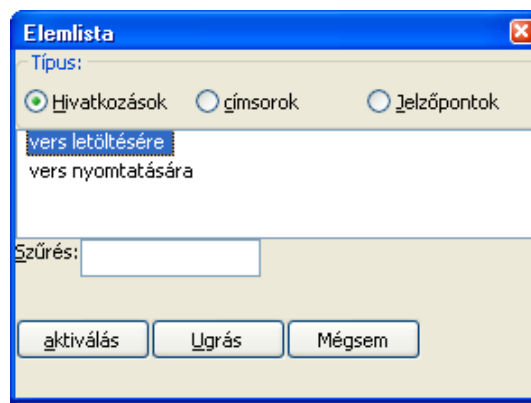 Elemlista
Típus:
Hivatkozások címsorok Jelzőpontok
vers letöltésére
vers nyomtatására
Szűrés:
aktiválás Ugrás Mégsem